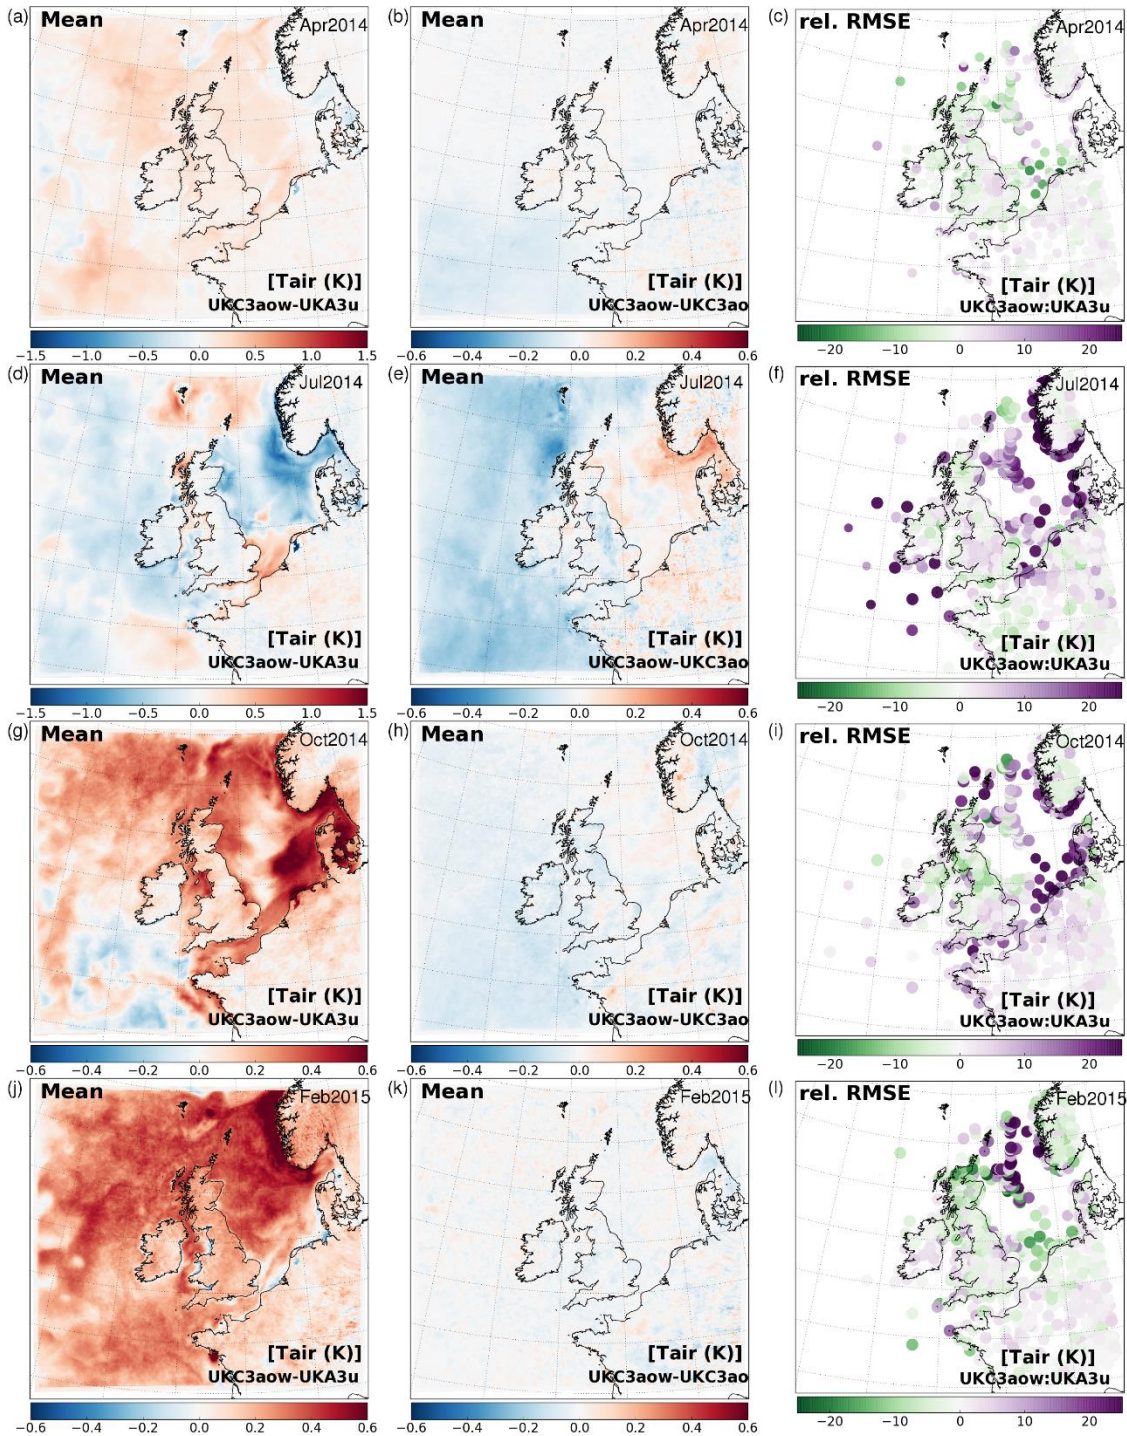 (a) Mean Apr2014
[Tair (K)]
UKC3aow-UKA3u
−1.5 −1.0 −0.5 0.0 0.5 1.0 1.5
(b) Mean Apr2014
[Tair (K)]
UKC3aow-UKC3ao
−0.6 −0.4 −0.2 0.0 0.2 0.4 0.6
(c) rel. RMSE Apr2014
[Tair (K)]
UKC3aow:UKA3u
−20 −10 0 10 20
(d) Mean Jul2014
[Tair (K)]
UKC3aow-UKA3u
−1.5 −1.0 −0.5 0.0 0.5 1.0 1.5
(e) Mean Jul2014
[Tair (K)]
UKC3aow-UKC3ao
−0.6 −0.4 −0.2 0.0 0.2 0.4 0.6
(f) rel. RMSE Jul2014
[Tair (K)]
UKC3aow:UKA3u
−20 −10 0 10 20
(g) Mean Oct2014
[Tair (K)]
UKC3aow-UKA3u
−0.6 −0.4 −0.2 0.0 0.2 0.4 0.6
(h) Mean Oct2014
[Tair (K)]
UKC3aow-UKC3ao
−0.6 −0.4 −0.2 0.0 0.2 0.4 0.6
(i) rel. RMSE Oct2014
[Tair (K)]
UKC3aow:UKA3u
−20 −10 0 10 20
(j) Mean Feb2015
[Tair (K)]
UKC3aow-UKA3u
−0.6 −0.4 −0.2 0.0 0.2 0.4 0.6
(k) Mean Feb2015
[Tair (K)]
UKC3aow-UKC3ao
−0.6 −0.4 −0.2 0.0 0.2 0.4 0.6
(l) rel. RMSE Feb2015
[Tair (K)]
UKC3aow:UKA3u
−20 −10 0 10 20